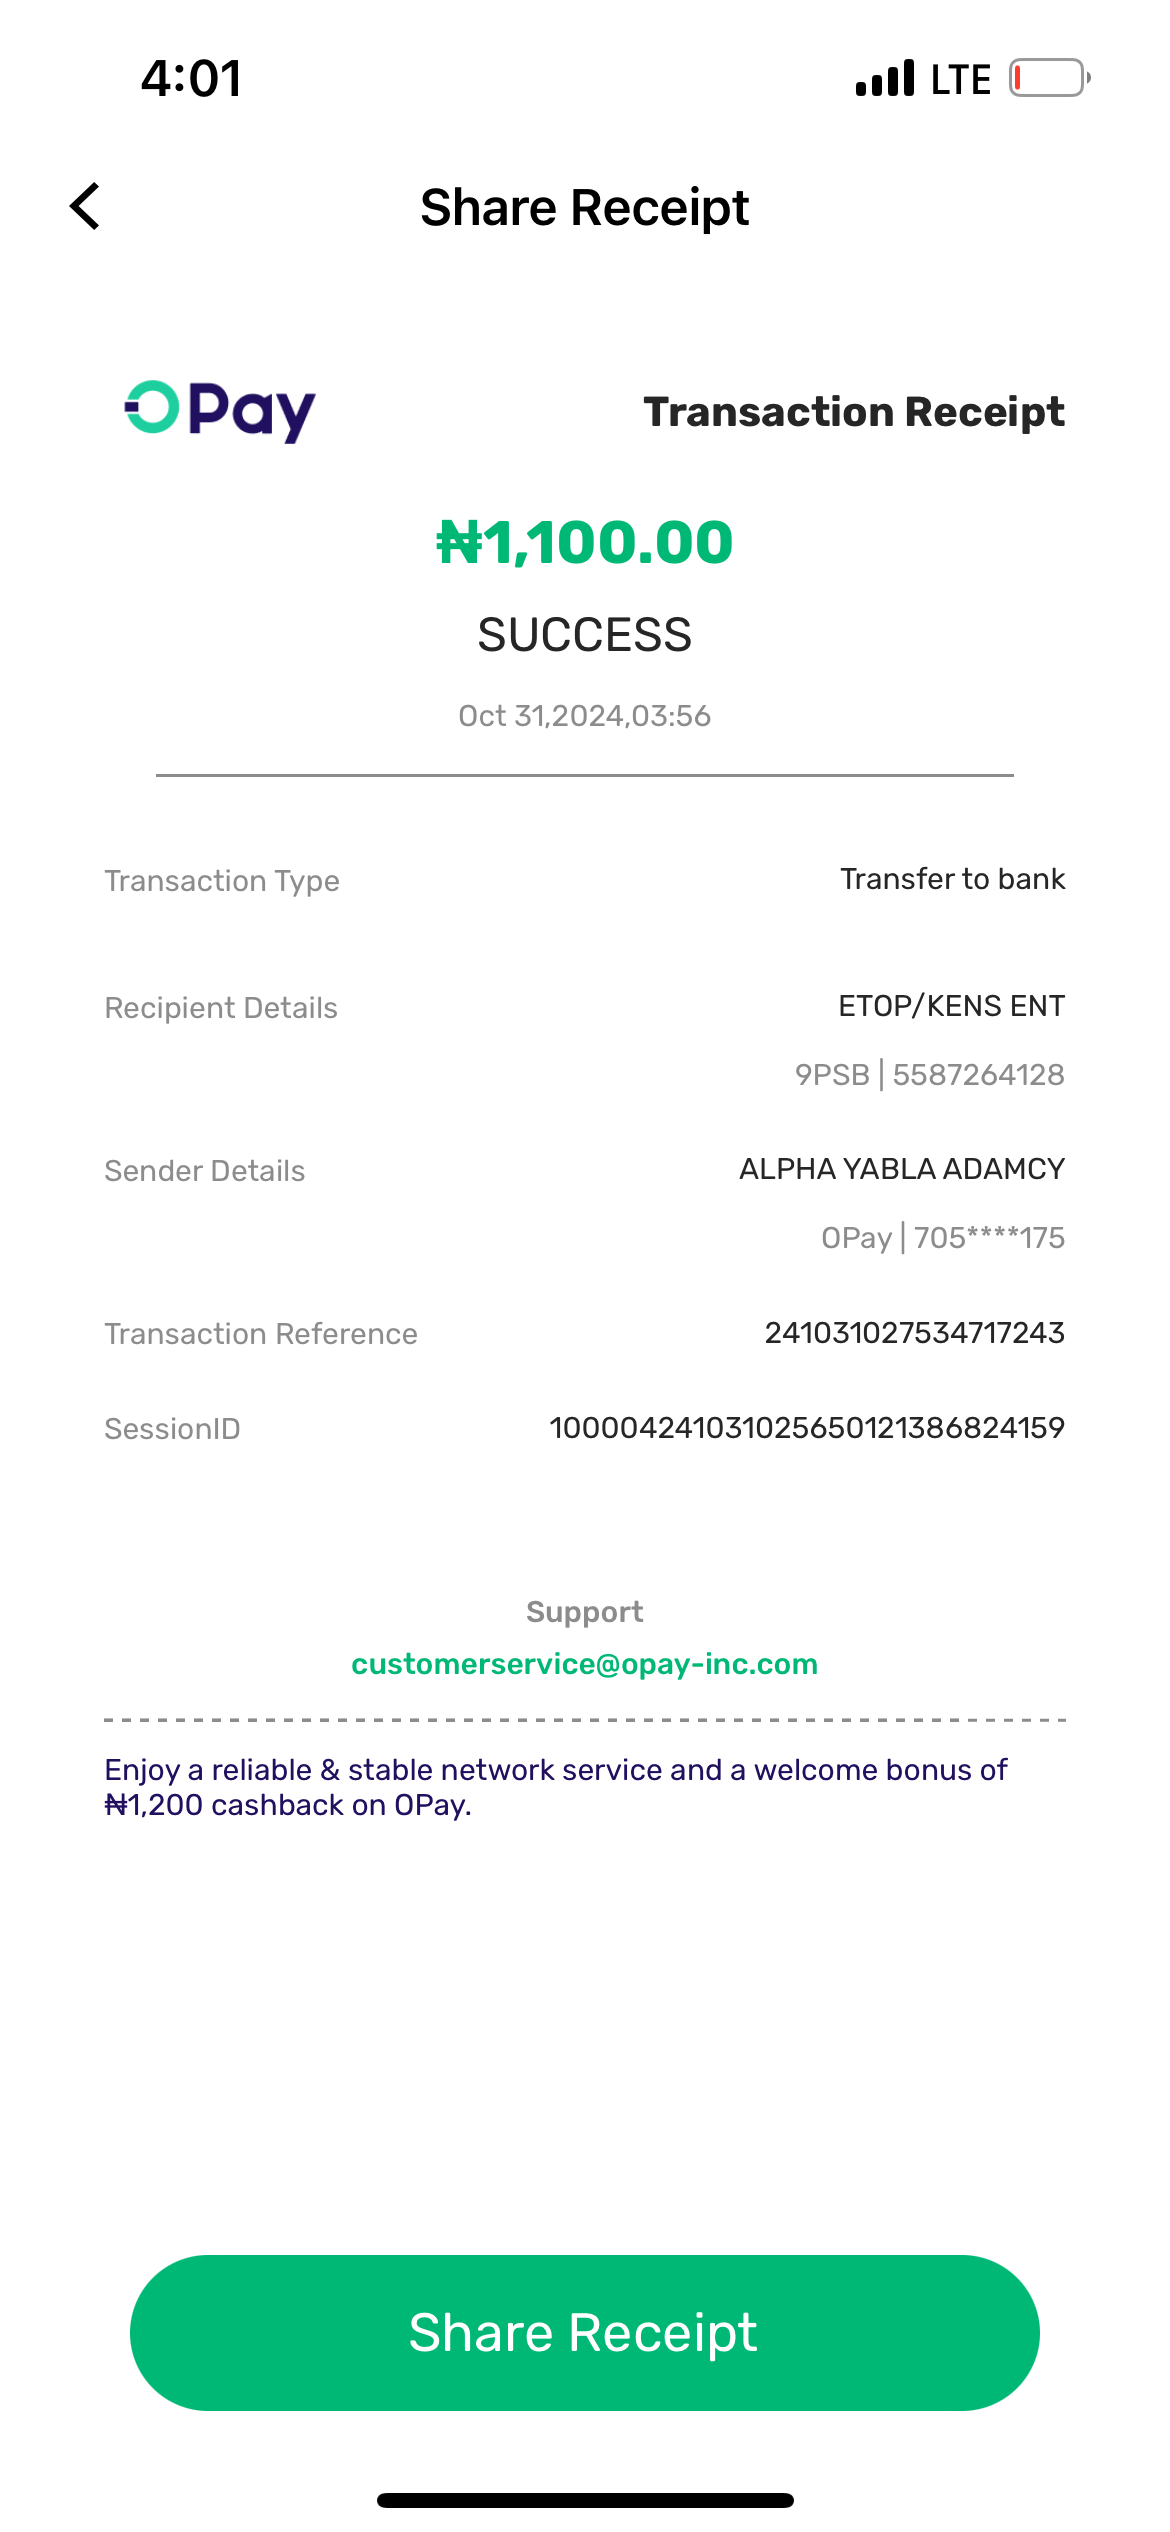 4:01 LTE
Share Receipt
OPay Transaction Receipt
₦1,100.00
SUCCESS
Oct 31,2024,03:56
Transaction Type Transfer to bank
Recipient Details ETOP/KENS ENT
9PSB | 5587264128
Sender Details ALPHA YABLA ADAMCY
OPay | 705****175
Transaction Reference 241031027534717243
SessionID 100004241031025650121386824159
Support
customerservice@opay-inc.com
Enjoy a reliable & stable network service and a welcome bonus of
₦1,200 cashback on OPay.
Share Receipt